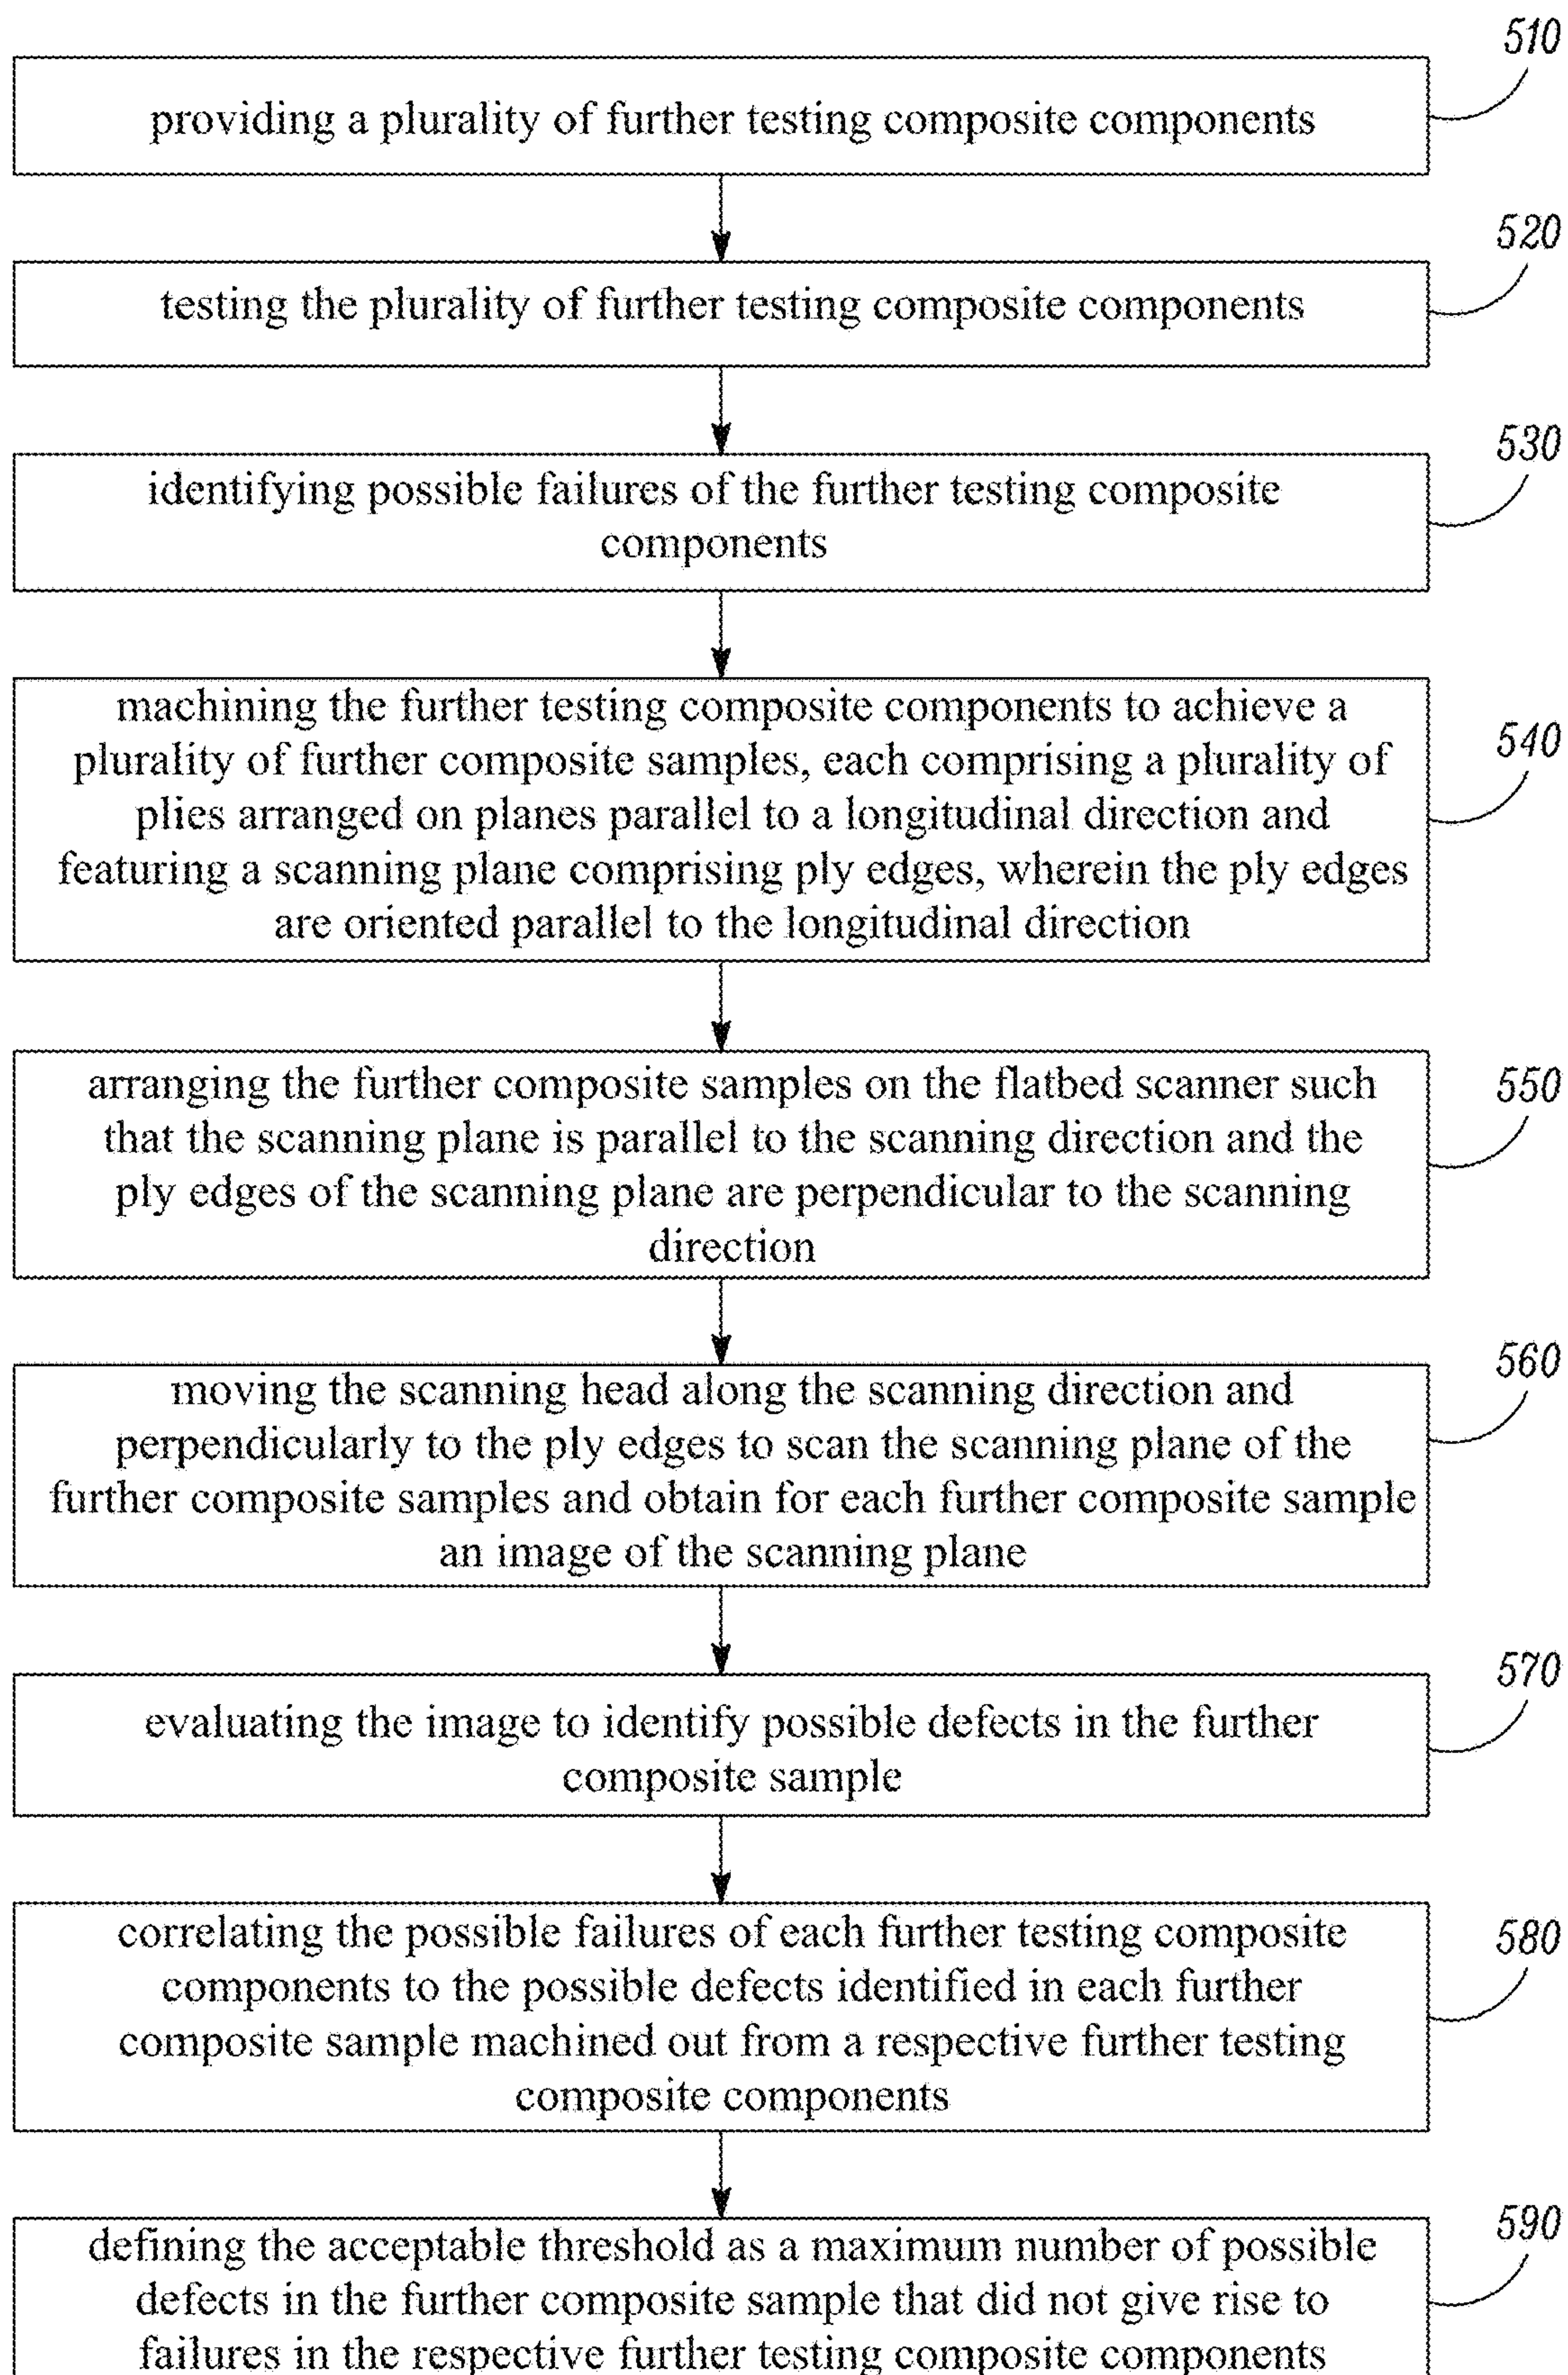 510
providing a plurality of further testing composite components
520
testing the plurality of further testing composite components
530
identifying possible failures of the further testing composite
components
540
machining the further testing composite components to achieve a
plurality of further composite samples, each comprising a plurality of
plies arranged on planes parallel to a longitudinal direction and
featuring a scanning plane comprising ply edges, wherein the ply edges
are oriented parallel to the longitudinal direction
550
arranging the further composite samples on the flatbed scanner such
that the scanning plane is parallel to the scanning direction and the
ply edges of the scanning plane are perpendicular to the scanning
direction
560
moving the scanning head along the scanning direction and
perpendicularly to the ply edges to scan the scanning plane of the
further composite samples and obtain for each further composite sample
an image of the scanning plane
570
evaluating the image to identify possible defects in the further
composite sample
580
correlating the possible failures of each further testing composite
components to the possible defects identified in each further
composite sample machined out from a respective further testing
composite components
590
defining the acceptable threshold as a maximum number of possible
defects in the further composite sample that did not give rise to
failures in the respective further testing composite components